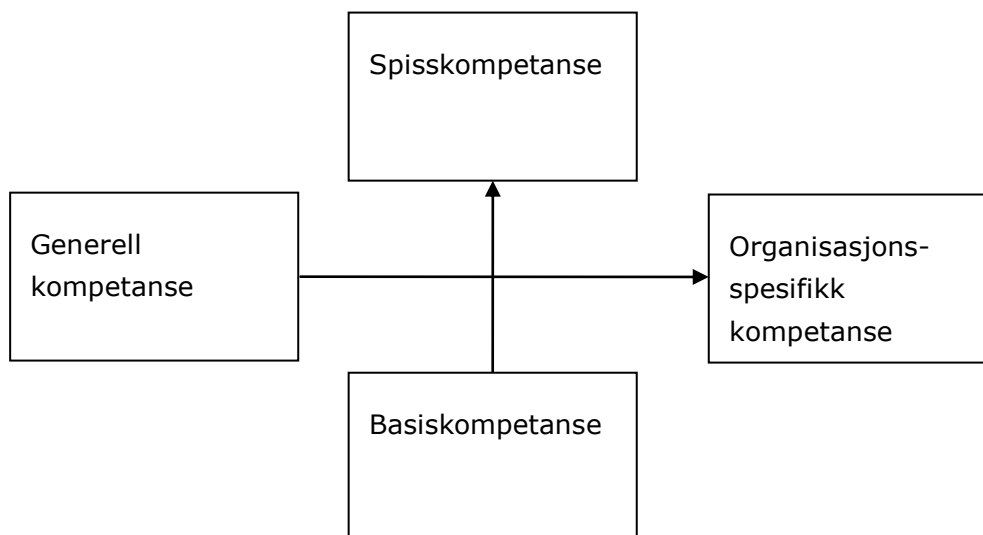 Spisskompetanse
Generell
kompetanse
Organisasjons-
spesifikk
kompetanse
Basiskompetanse